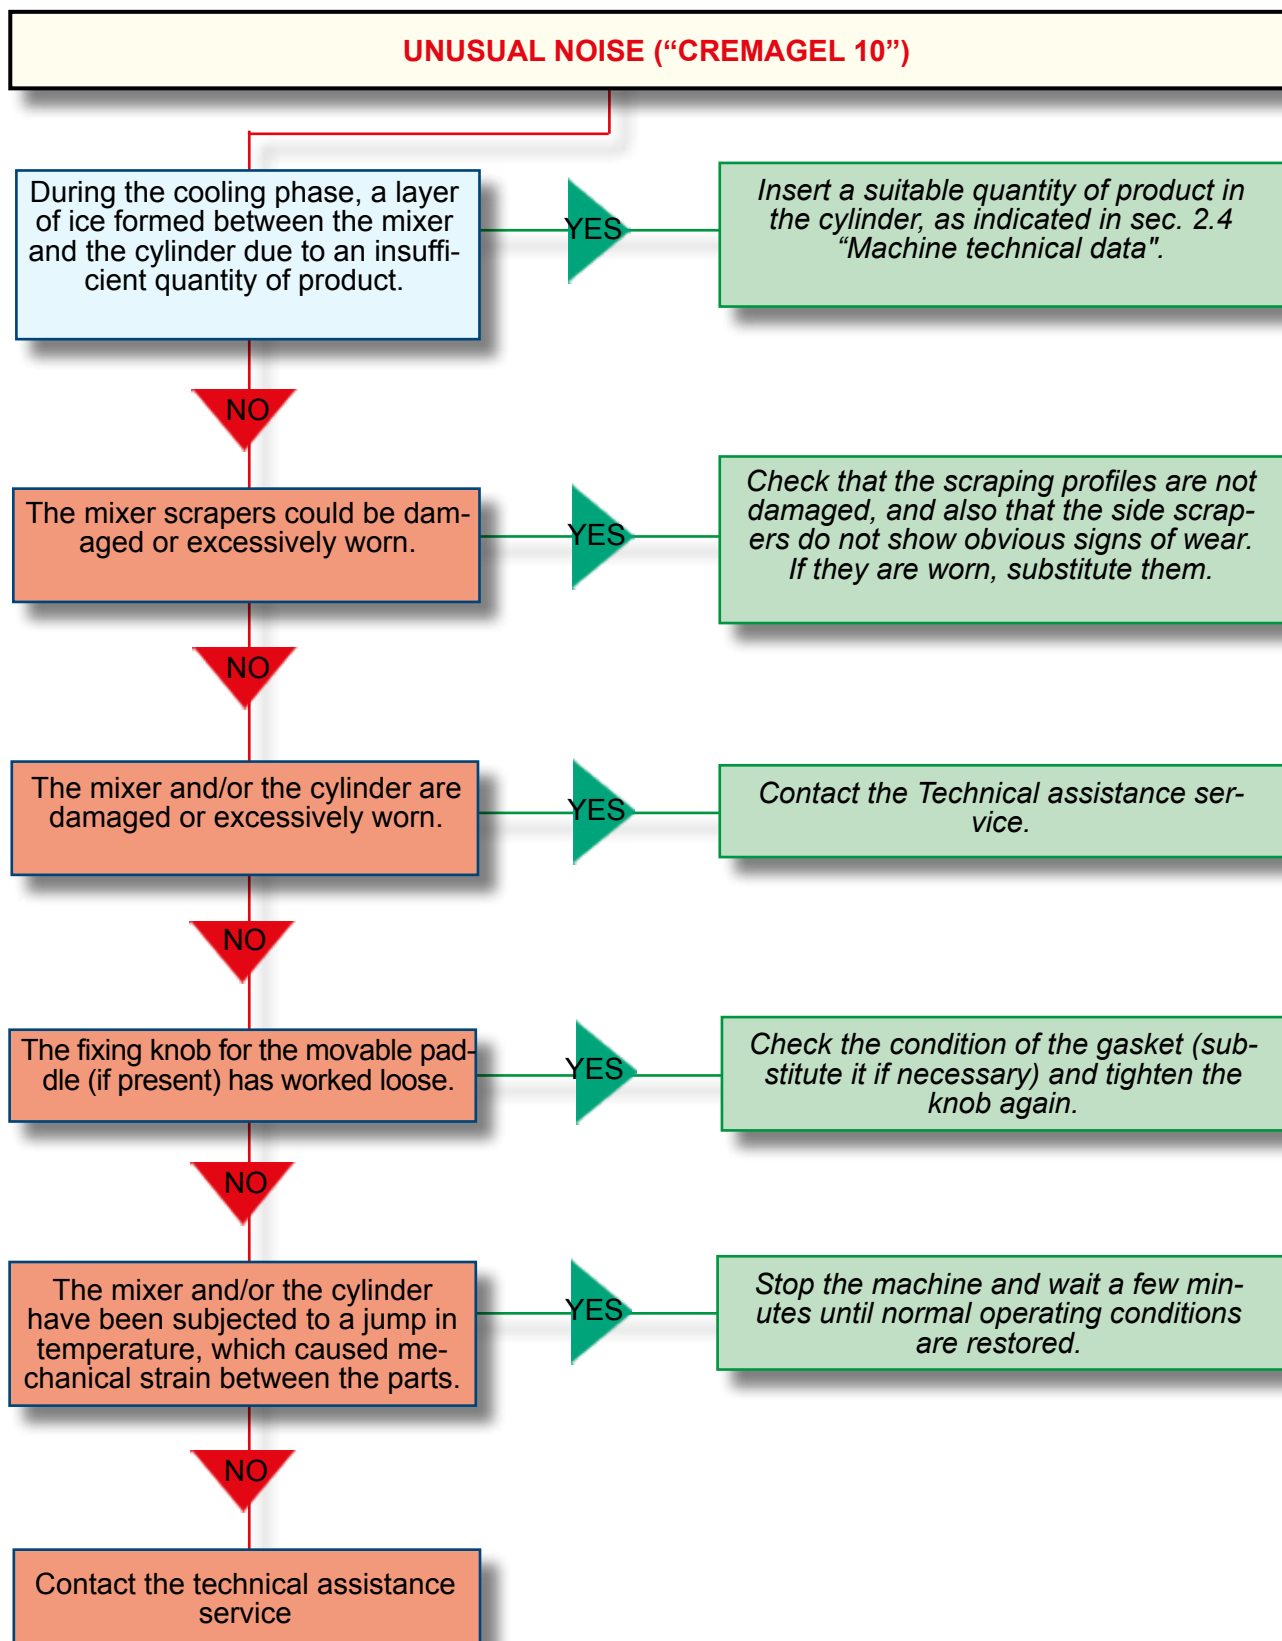 UNUSUAL NOISE (“CREMAGEL 10”)
During the cooling phase, a layer
of ice formed between the mixer
and the cylinder due to an insuffi-
cient quantity of product.
YES
Insert a suitable quantity of product in
the cylinder, as indicated in sec. 2.4
“Machine technical data".
NO
The mixer scrapers could be dam-
aged or excessively worn.
YES
Check that the scraping profiles are not
damaged, and also that the side scrap-
ers do not show obvious signs of wear.
If they are worn, substitute them.
NO
The mixer and/or the cylinder are
damaged or excessively worn.
YES
Contact the Technical assistance ser-
vice.
NO
The fixing knob for the movable pad-
dle (if present) has worked loose.
YES
Check the condition of the gasket (sub-
stitute it if necessary) and tighten the
knob again.
NO
The mixer and/or the cylinder
have been subjected to a jump in
temperature, which caused me-
chanical strain between the parts.
YES
Stop the machine and wait a few min-
utes until normal operating conditions
are restored.
NO
Contact the technical assistance
service